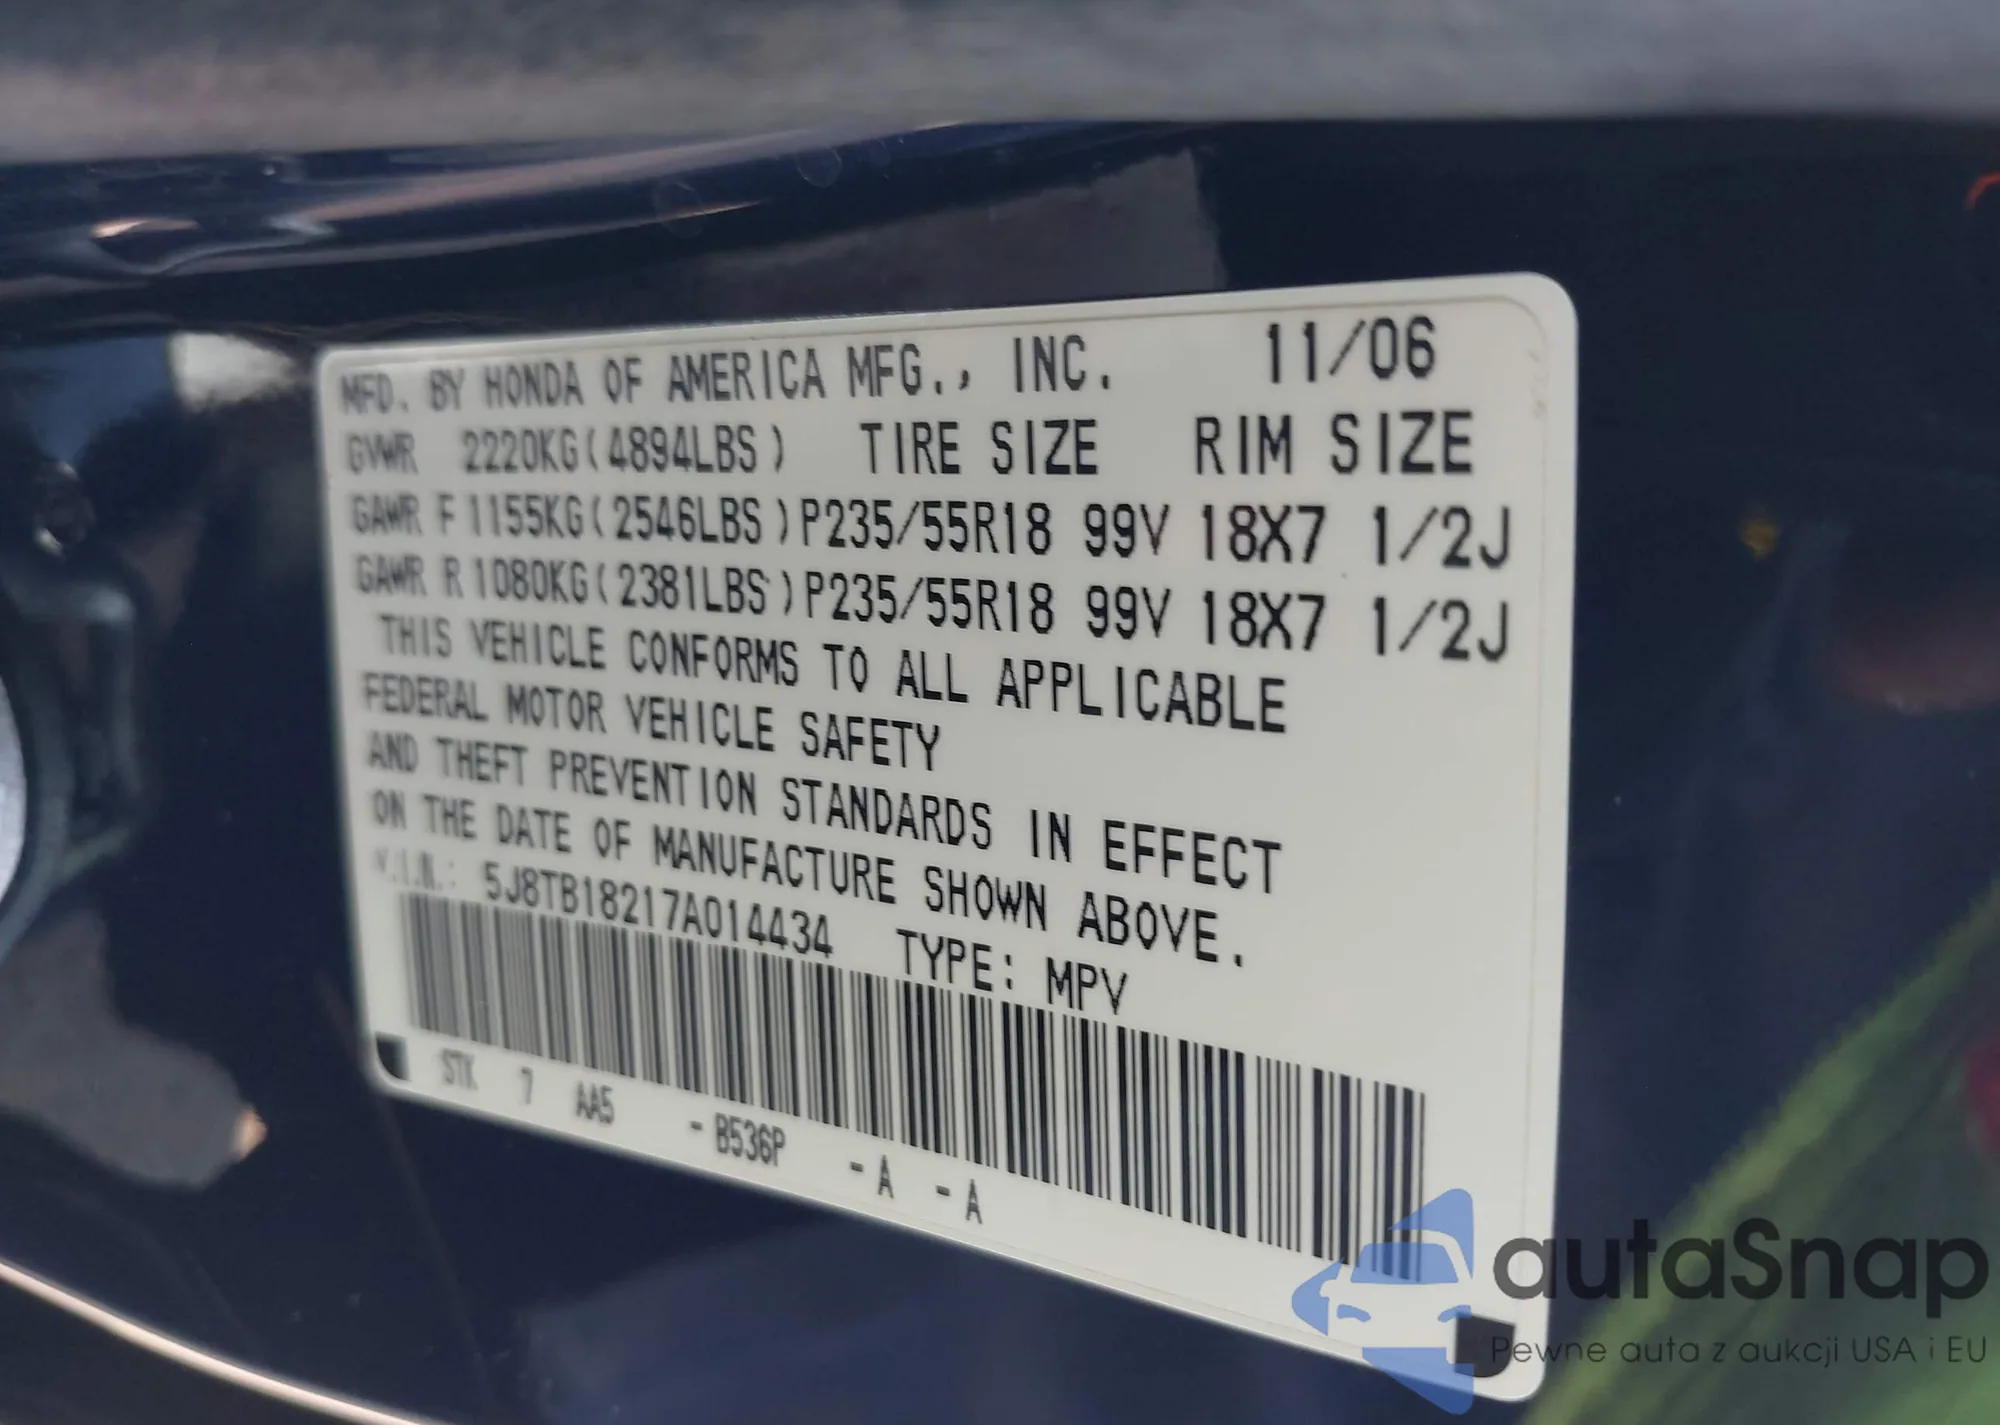 MFD. BY HONDA OF AMERICA MFG., INC. 11/06
GVWR 2220KG(4894LBS) TIRE SIZE RIM SIZE
GAWR F 1155KG(2546LBS)P235/55R18 99V 18X7 1/2J
GAWR R 1080KG(2381LBS)P235/55R18 99V 18X7 1/2J
THIS VEHICLE CONFORMS TO ALL APPLICABLE
FEDERAL MOTOR VEHICLE SAFETY
AND THEFT PREVENTION STANDARDS IN EFFECT
ON THE DATE OF MANUFACTURE SHOWN ABOVE.
V.I.N.: 5J8TB18217A014434 TYPE: MPV
STK 7 AA5 -B536P -A -A
autaSnap
Pewne auta z aukcji USA i EU